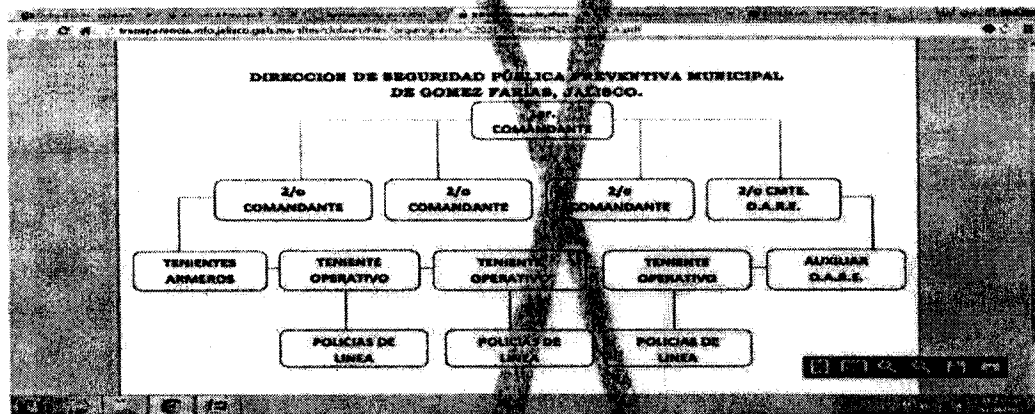 DIRECCION DE SEGURIDAD PÚBLICA PREVENTIVA MUNICIPAL
DE GOMEZ FARIAS, JALISCO.
1er.
COMANDANTE
2/o
COMANDANTE
2/o
COMANDANTE
2/o
COMANDANTE
2/o CMTE.
D.A.R.E.
TENIENTES
ARMEROS
TENIENTE
OPERATIVO
TENIENTE
OPERATIVO
TENIENTE
OPERATIVO
AUXILIAR
D.A.R.E.
POLICIAS DE
LINEA
POLICIAS DE
LINEA
POLICIAS DE
LINEA